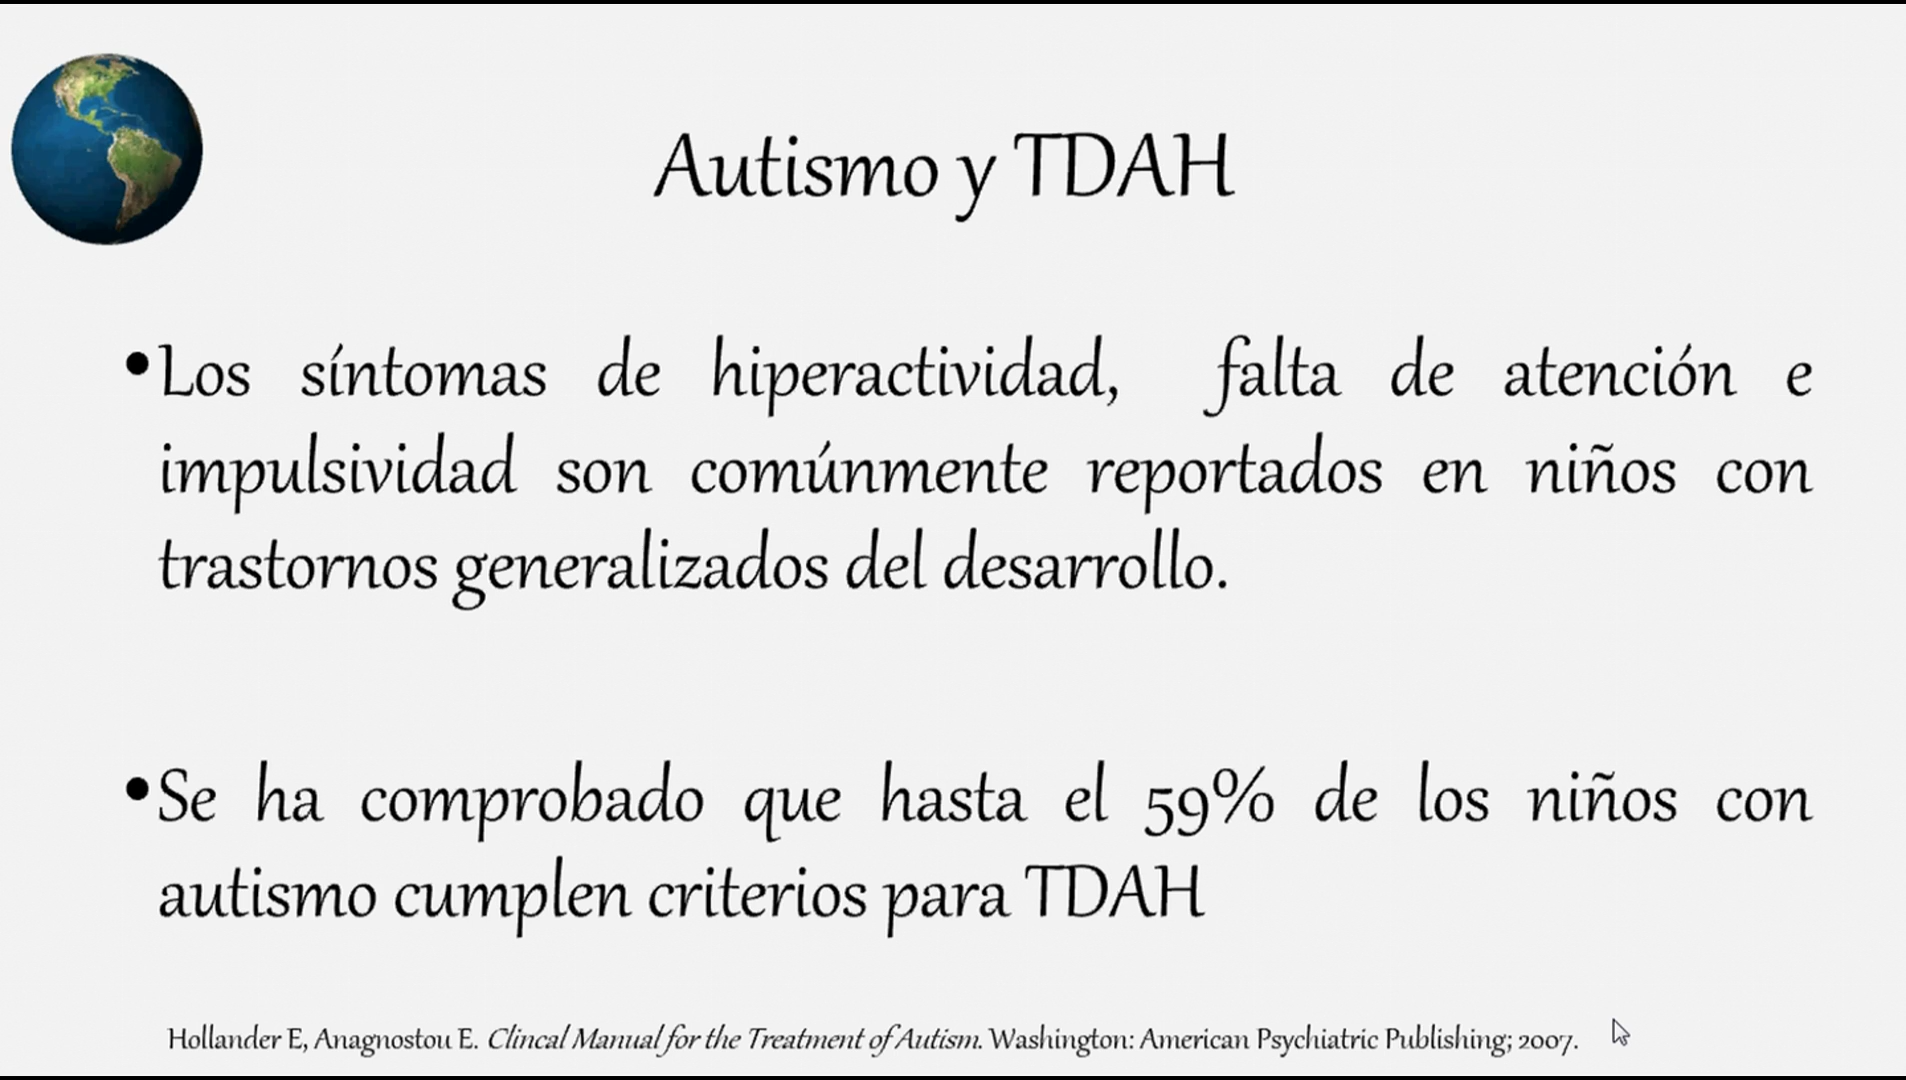 Autismo y TDAH
•Los síntomas de hiperactividad, falta de atención e
impulsividad son comúnmente reportados en niños con
trastornos generalizados del desarrollo.
•Se ha comprobado que hasta el 59% de los niños con
autismo cumplen criterios para TDAH
Hollander E, Anagnostou E. Clincal Manual for the Treatment of Autism. Washington: American Psychiatric Publishing; 2007.